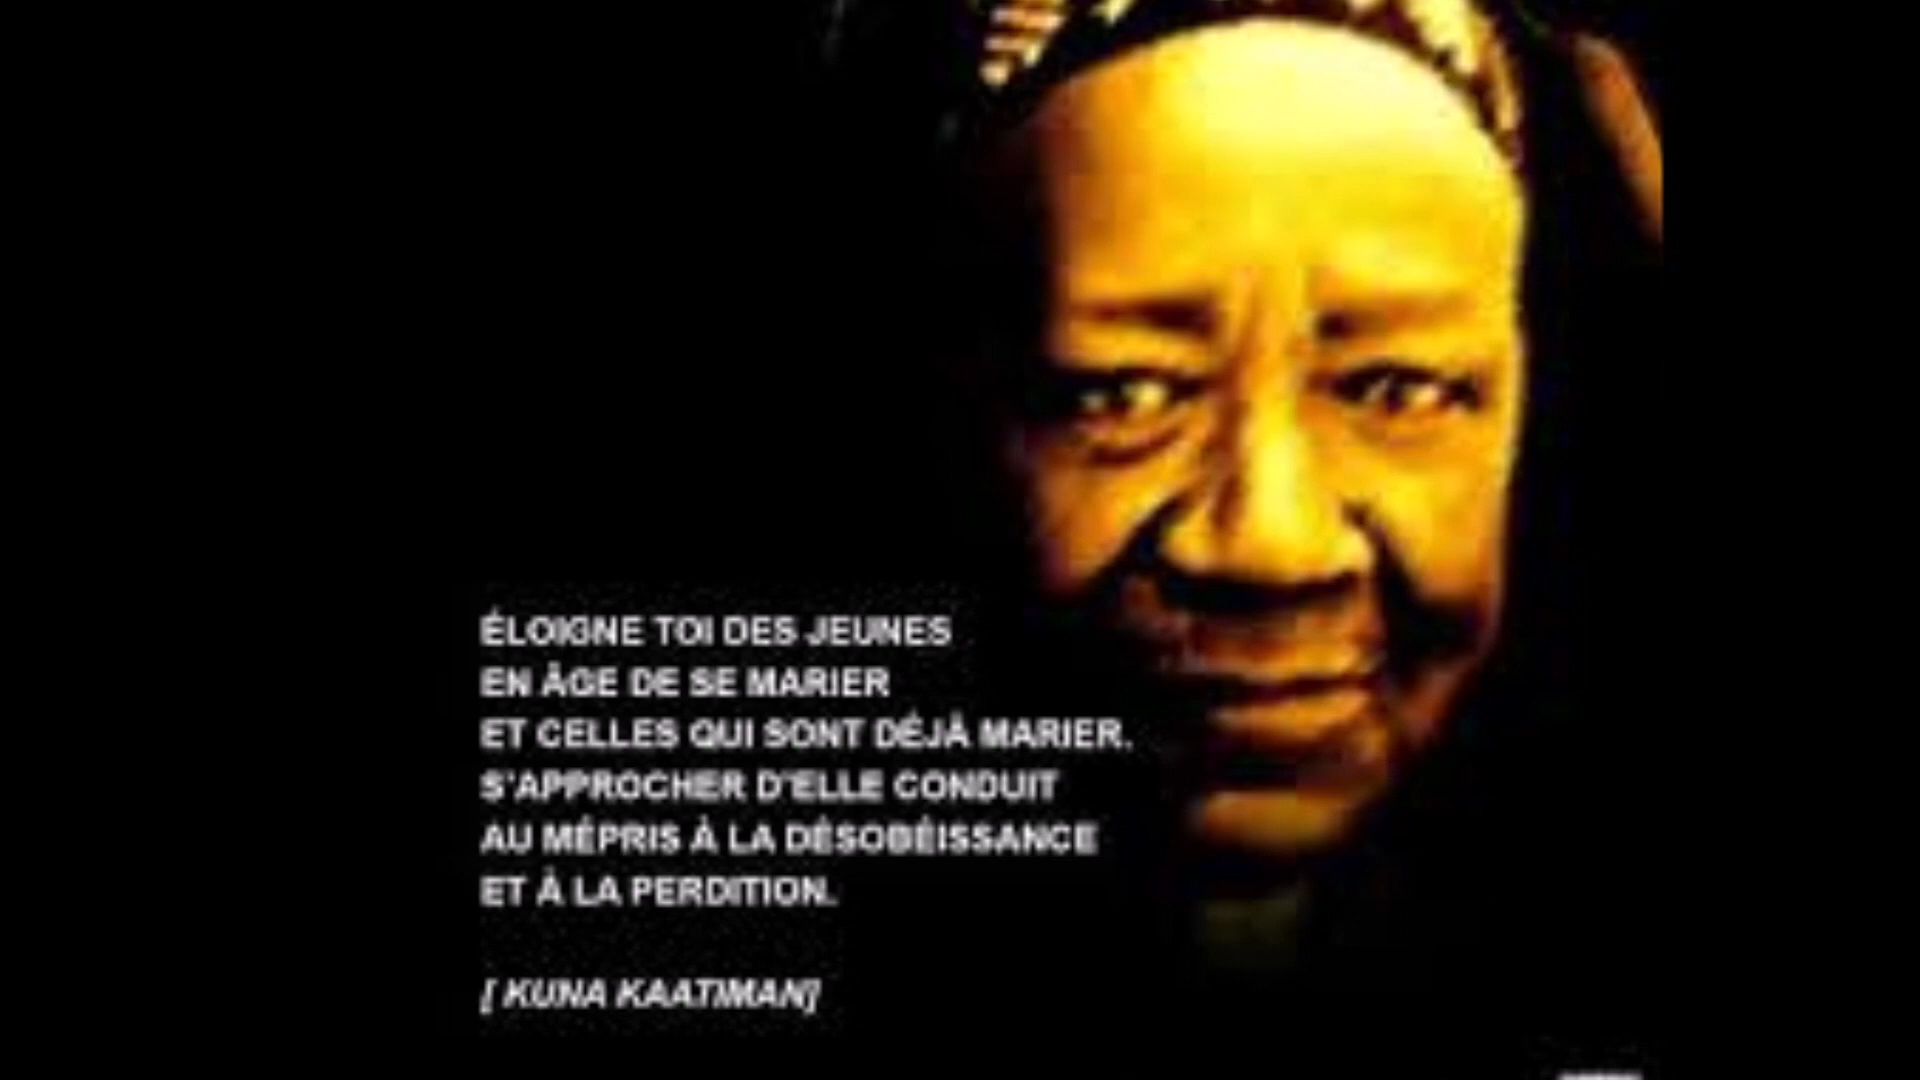 ÉLOIGNE TOI DES JEUNES
EN ÂGE DE SE MARIER
ET CELLES QUI SONT DÉJÀ MARIER.
S'APPROCHER D'ELLE CONDUIT
AU MÉPRIS À LA DÉSOBÉISSANCE
ET À LA PERDITION.
[ KUNA KAATIMAN]